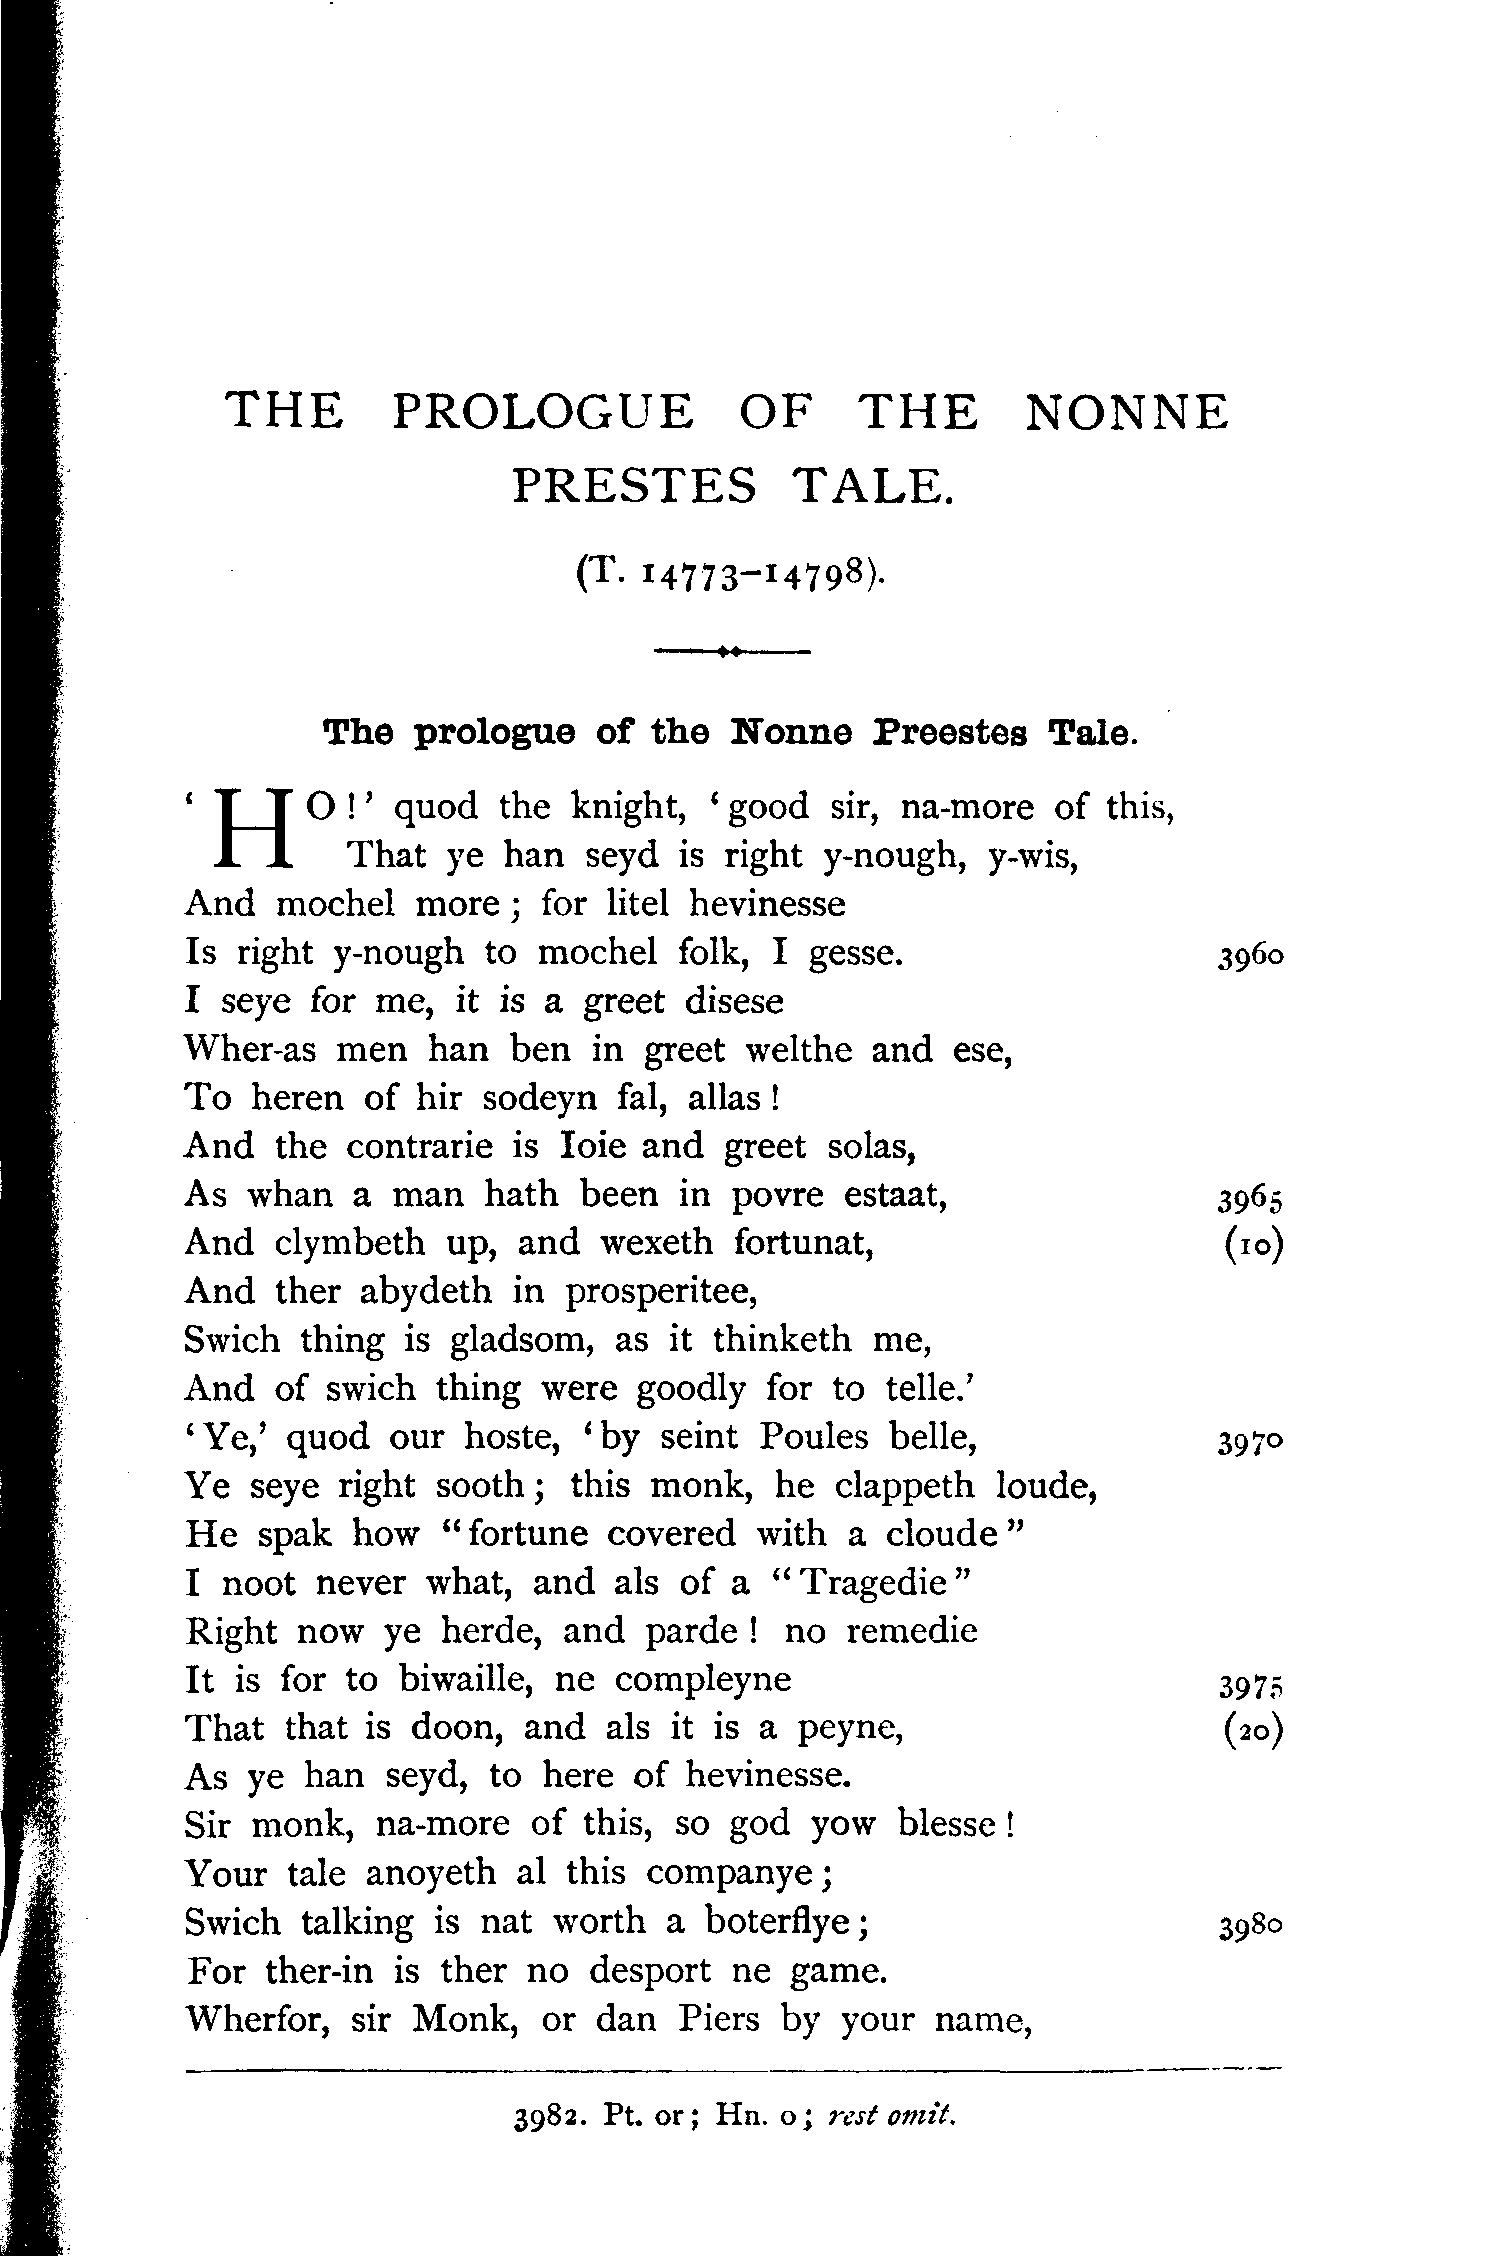 THE PROLOGUE OF THE NONNE
PRESTES TALE.
(T. 14773–14798).
The prologue of the Nonne Preestes Tale.
‘HO!’ quod the knight, ‘good sir, na-more of this,
That ye han seyd is right y-nough, y-wis,
And mochel more; for litel hevinesse
Is right y-nough to mochel folk, I gesse. 3960
I seye for me, it is a greet disese
Wher-as men han ben in greet welthe and ese,
To heren of hir sodeyn fal, allas!
And the contrarie is Ioie and greet solas,
As whan a man hath been in povre estaat, 3965
And clymbeth up, and wexeth fortunat, (10)
And ther abydeth in prosperitee,
Swich thing is gladsom, as it thinketh me,
And of swich thing were goodly for to telle.’
‘Ye,’ quod our hoste, ‘by seint Poules belle, 3970
Ye seye right sooth; this monk, he clappeth loude,
He spak how “fortune covered with a cloude”
I noot never what, and als of a “Tragedie”
Right now ye herde, and parde! no remedie
It is for to biwaille, ne compleyne 3975
That that is doon, and als it is a peyne, (20)
As ye han seyd, to here of hevinesse.
Sir monk, na-more of this, so god yow blesse!
Your tale anoyeth al this companye;
Swich talking is nat worth a boterflye; 3980
For ther-in is ther no desport ne game.
Wherfor, sir Monk, or dan Piers by your name,
3982. Pt. or; Hn. o; rest omit.